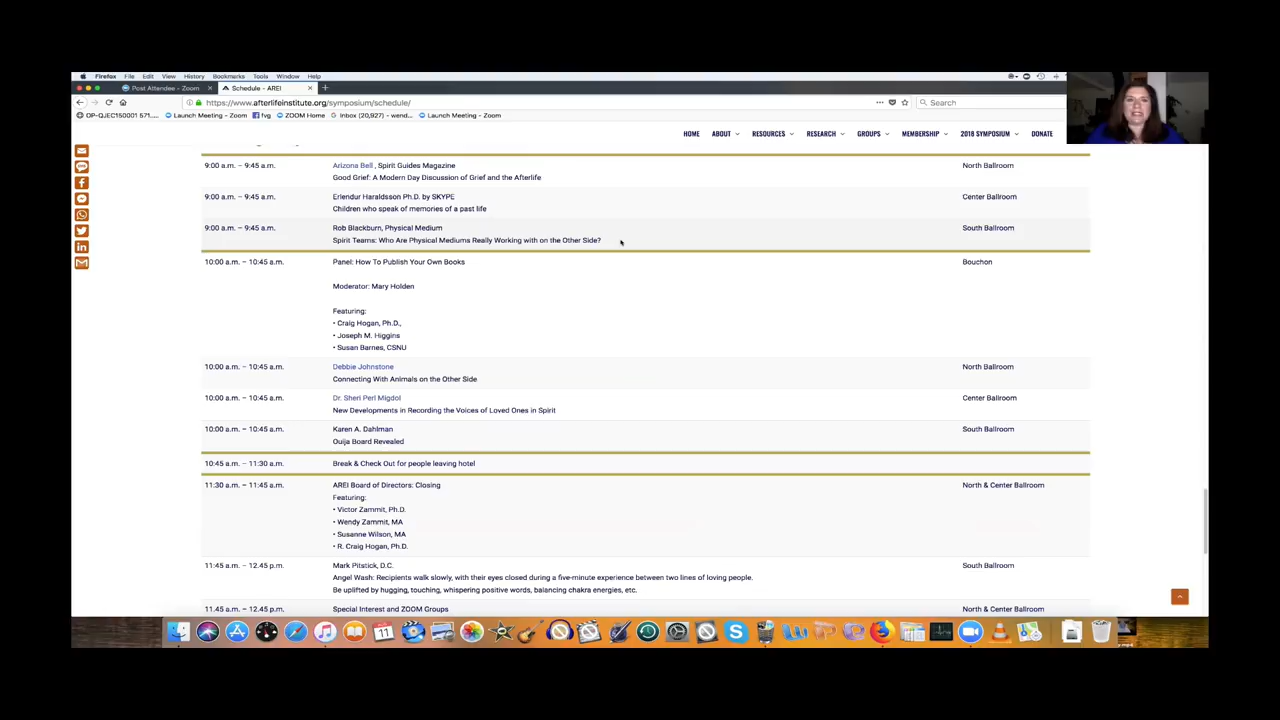 Firefox File Edit View History Bookmarks Tools Window Help
Post Attendee - Zoom × Schedule - AREI × +
https://www.afterlifeinstitute.org/symposium/schedule/ Search
OP-QJEC150001 571.... Launch Meeting - Zoom fvg ZOOM Home Inbox (20,927) - wend... Launch Meeting - Zoom
HOME ABOUT RESOURCES RESEARCH GROUPS MEMBERSHIP 2018 SYMPOSIUM DONATE
9:00 a.m. – 9:45 a.m. Arizona Bell , Spirit Guides Magazine North Ballroom
Good Grief: A Modern Day Discussion of Grief and the Afterlife
9:00 a.m. – 9:45 a.m. Erlendur Haraldsson Ph.D. by SKYPE Center Ballroom
Children who speak of memories of a past life
9:00 a.m. – 9:45 a.m. Rob Blackburn, Physical Medium South Ballroom
Spirit Teams: Who Are Physical Mediums Really Working with on the Other Side?
10:00 a.m. – 10:45 a.m. Panel: How To Publish Your Own Books Bouchon
Moderator: Mary Holden
Featuring:
• Craig Hogan, Ph.D.,
• Joseph M. Higgins
• Susan Barnes, CSNU
10:00 a.m. – 10:45 a.m. Debbie Johnstone North Ballroom
Connecting With Animals on the Other Side
10:00 a.m. – 10:45 a.m. Dr. Sheri Perl Migdol Center Ballroom
New Developments in Recording the Voices of Loved Ones in Spirit
10:00 a.m. – 10:45 a.m. Karen A. Dahlman South Ballroom
Ouija Board Revealed
10:45 a.m. – 11:30 a.m. Break & Check Out for people leaving hotel
11:30 a.m. – 11:45 a.m. AREI Board of Directors: Closing North & Center Ballroom
Featuring:
• Victor Zammit, Ph.D.
• Wendy Zammit, MA
• Susanne Wilson, MA
• R. Craig Hogan, Ph.D.
11:45 a.m. – 12.45 p.m. Mark Pitstick, D.C. South Ballroom
Angel Wash: Recipients walk slowly, with their eyes closed during a five-minute experience between two lines of loving people.
Be uplifted by hugging, touching, whispering positive words, balancing chakra energies, etc.
11.45 a.m. – 12.45 p.m. Special Interest and ZOOM Groups North & Center Ballroom
11